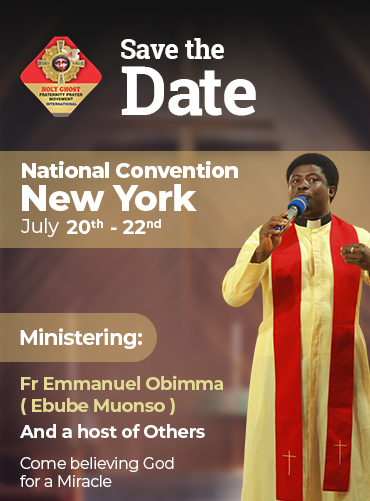 Save the
Date
HOLY GHOST
FRATERNITY PRAYER
MOVEMENT
INTERNATIONAL
National Convention
New York
July 20th - 22nd
Ministering:
Fr Emmanuel Obimma
( Ebube Muonso )
And a host of Others
Come believing God
for a Miracle